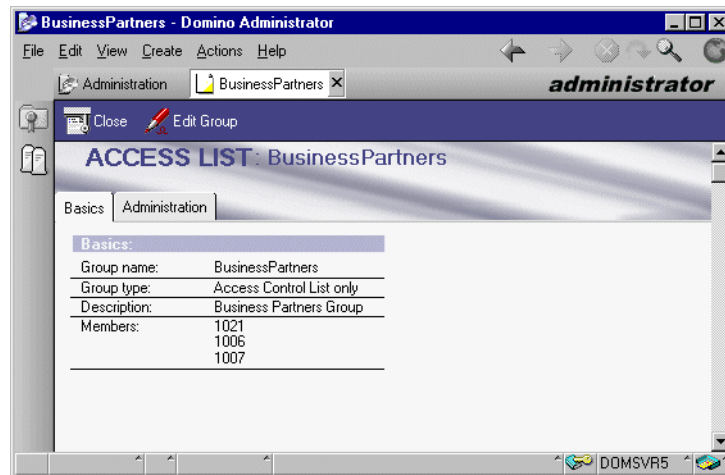 BusinessPartners - Domino Administrator
File Edit View Create Actions Help
Administration BusinessPartners administrator
Close Edit Group
ACCESS LIST: BusinessPartners
Basics Administration
Basics:
Group name: BusinessPartners
Group type: Access Control List only
Description: Business Partners Group
Members: 1021
1006
1007
DOMSVR5